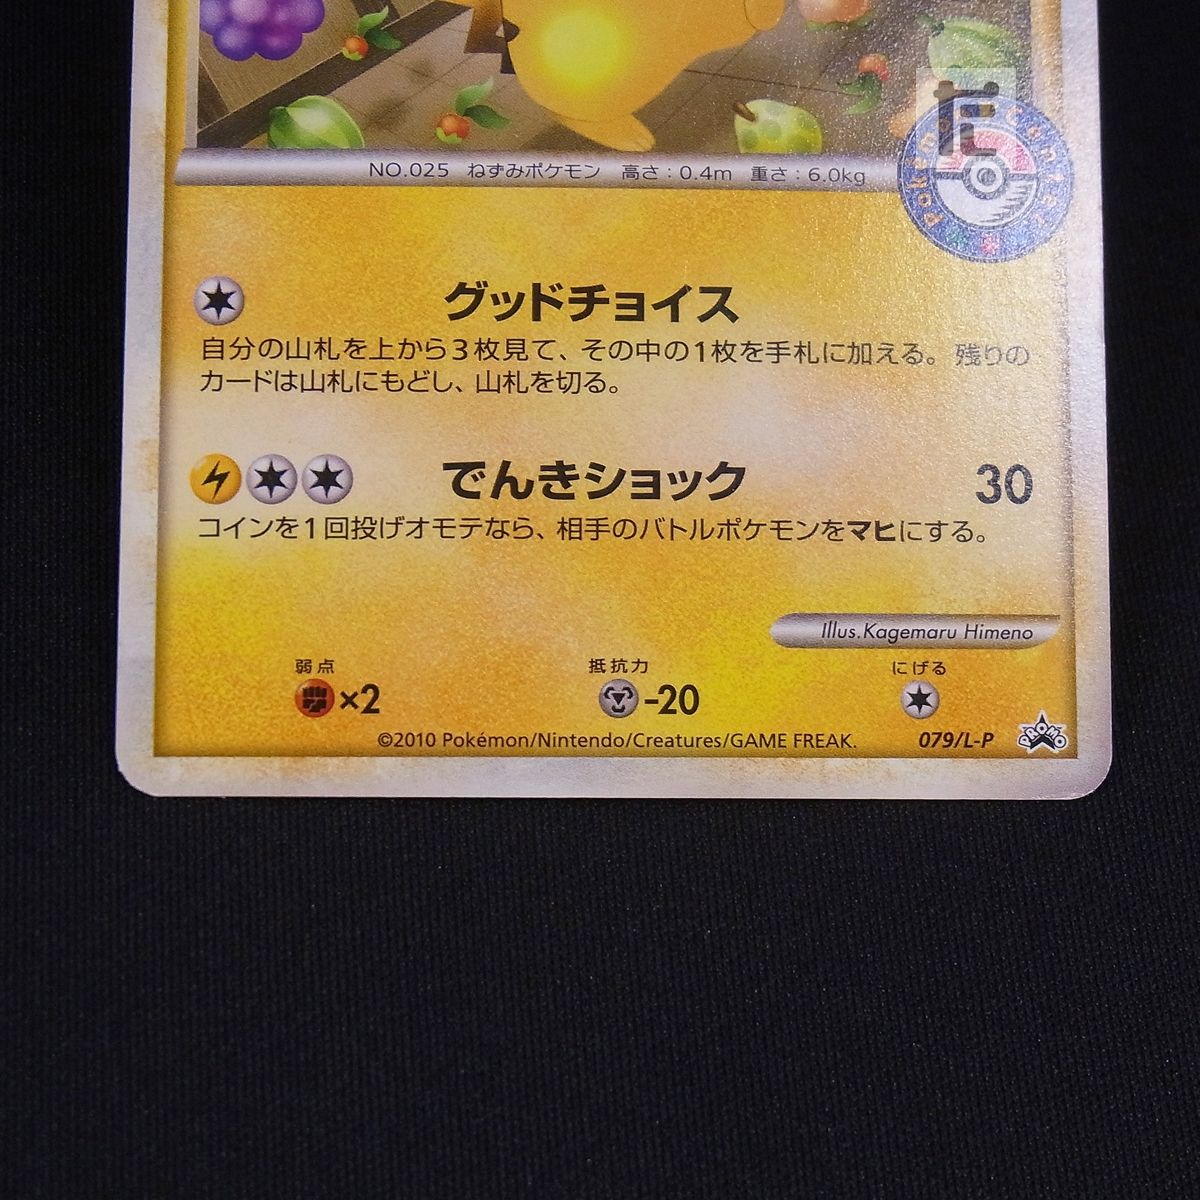 NO.025 ねずみポケモン 高さ：0.4m 重さ：6.0kg
Pokémon Center
グッドチョイス
自分の山札を上から3枚見て、その中の1枚を手札に加える。残りの
カードは山札にもどし、山札を切る。
でんきショック 30
コインを1回投げオモテなら、相手のバトルポケモンをマヒにする。
Illus.Kagemaru Himeno
弱点 抵抗力 にげる
×2 -20
©2010 Pokémon/Nintendo/Creatures/GAME FREAK. 079/L-P PROMO